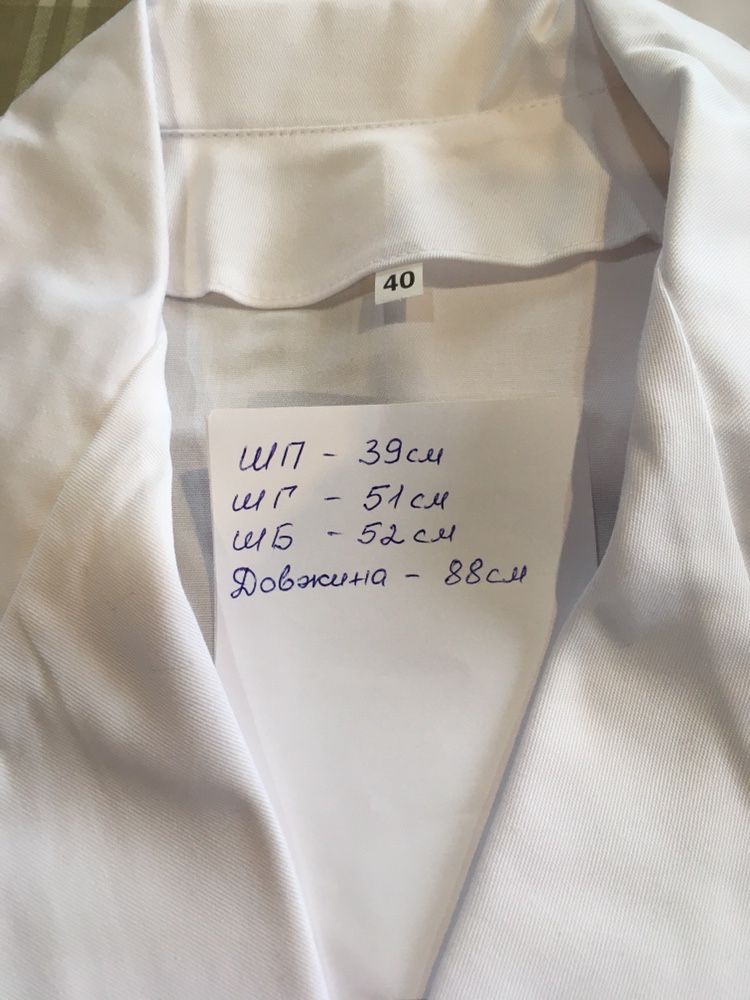 40
ШП - 39см
ШГ - 51см
ШБ - 52см
Довжина - 88см